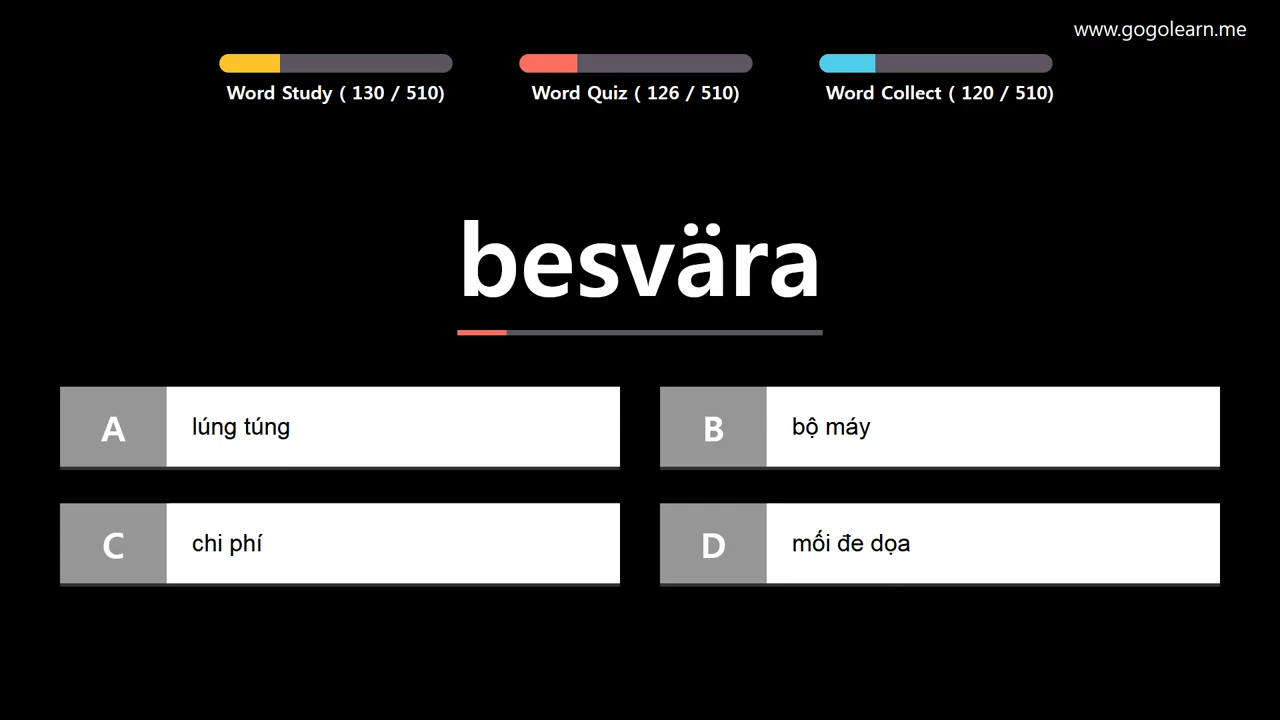 www.gogolearn.me
Word Study ( 130 / 510)
Word Quiz ( 126 / 510)
Word Collect ( 120 / 510)
besvära
A
lúng túng
B
bộ máy
C
chi phí
D
mối đe dọa